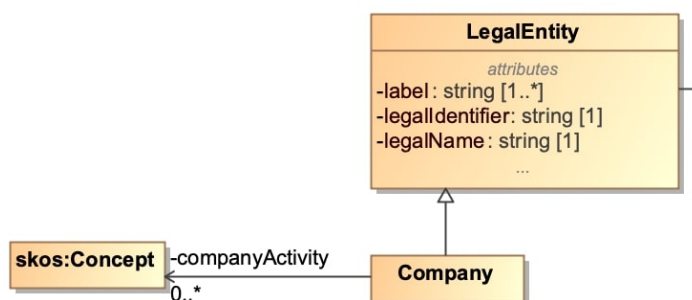 LegalEntity
attributes
-label : string [1..*]
-legalIdentifier: string [1]
-legalName : string [1]
...
skos:Concept
-companyActivity
0..*
Company